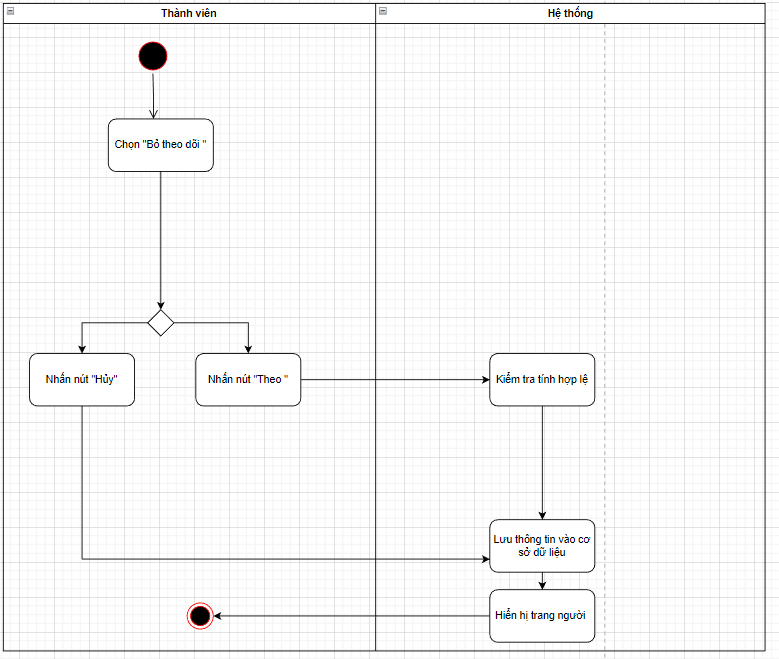 Thành viên
Hệ thống
Chọn "Bỏ theo dõi "
Nhấn nút "Hủy"
Nhấn nút "Theo "
Kiểm tra tính hợp lệ
Lưu thông tin vào cơ
sở dữ liệu
Hiển hị trang người